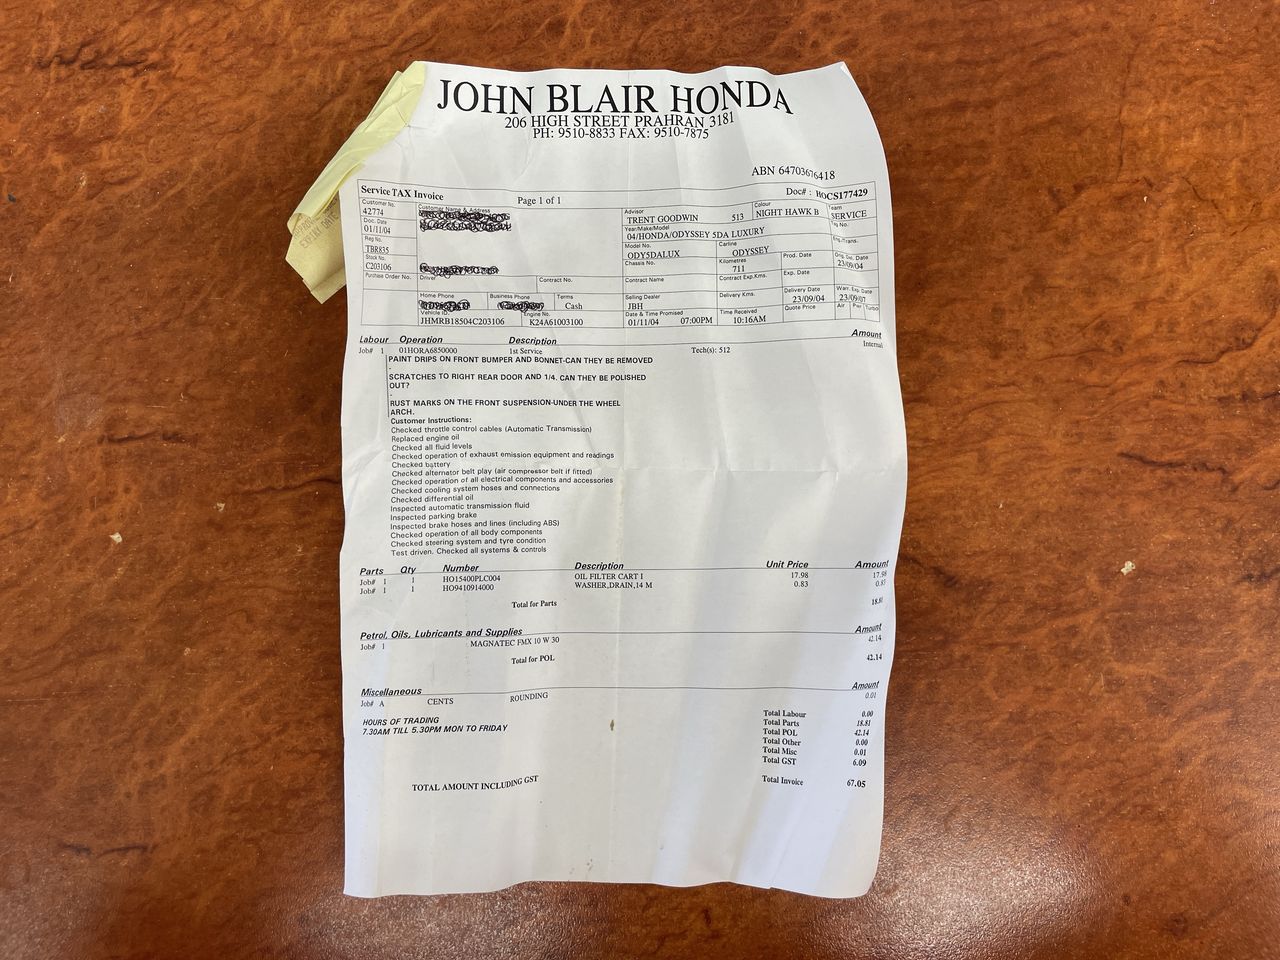 JOHN BLAIR HONDA
206 HIGH STREET PRAHRAN 3181
PH: 9510-8833 FAX: 9510-7875
ABN 64703676418
Service TAX Invoice Page 1 of 1 Doc# : HOCS177429
Customer No. Customer Name & Address Advisor Colour Team
42774 TRENT GOODWIN 513 NIGHT HAWK B SERVICE
Doc. Date Year/Make/Model
01/11/04 04/HONDA/ODYSSEY 5DA LUXURY
Reg No. Model No. Carline
TBR835 ODY5DALUX ODYSSEY
Stock No. Chassis No. Kilometres Prod. Date
C203106 711 23/09/04
Purchase Order No. Driver Contract No. Contract Name Contract Exp.Kms. Exp. Date
Home Phone Business Phone Terms Selling Dealer Delivery Kms. Delivery Date Warr. Exp. Date
Cash JBH 23/09/04 23/09/07
Vehicle ID. Engine No. Date & Time Promised Time Received Quote Price Air Pwr Turbo
JHMRB18504C203106 K24A61003100 01/11/04 07:00PM 10:16AM
Labour Operation Description Amount
Job# 1 01HORA6850000 1st Service Tech(s): 512 Internal
PAINT DRIPS ON FRONT BUMPER AND BONNET-CAN THEY BE REMOVED
.
SCRATCHES TO RIGHT REAR DOOR AND 1/4. CAN THEY BE POLISHED
OUT?
.
RUST MARKS ON THE FRONT SUSPENSION-UNDER THE WHEEL
ARCH.
Customer Instructions:
Checked throttle control cables (Automatic Transmission)
Replaced engine oil
Checked all fluid levels
Checked operation of exhaust emission equipment and readings
Checked battery
Checked alternator belt play (air compressor belt if fitted)
Checked operation of all electrical components and accessories
Checked cooling system hoses and connections
Checked differential oil
Inspected automatic transmission fluid
Inspected parking brake
Inspected brake hoses and lines (including ABS)
Checked operation of all body components
Checked steering system and tyre condition
Test driven. Checked all systems & controls
Parts Qty Number Description Unit Price Amount
Job# 1 1 HO15400PLC004 OIL FILTER CART I 17.98 17.98
Job# 1 1 HO9410914000 WASHER,DRAIN,14 M 0.83 0.83
Total for Parts 18.81
Petrol, Oils, Lubricants and Supplies Amount
Job# 1 MAGNATEC FMX 10 W 30 42.14
Total for POL 42.14
Miscellaneous Amount
Job# A CENTS ROUNDING 0.01
HOURS OF TRADING
7.30AM TILL 5.30PM MON TO FRIDAY
Total Labour 0.00
Total Parts 18.81
Total POL 42.14
Total Other 0.00
Total Misc 0.01
Total GST 6.09
TOTAL AMOUNT INCLUDING GST Total Invoice 67.05